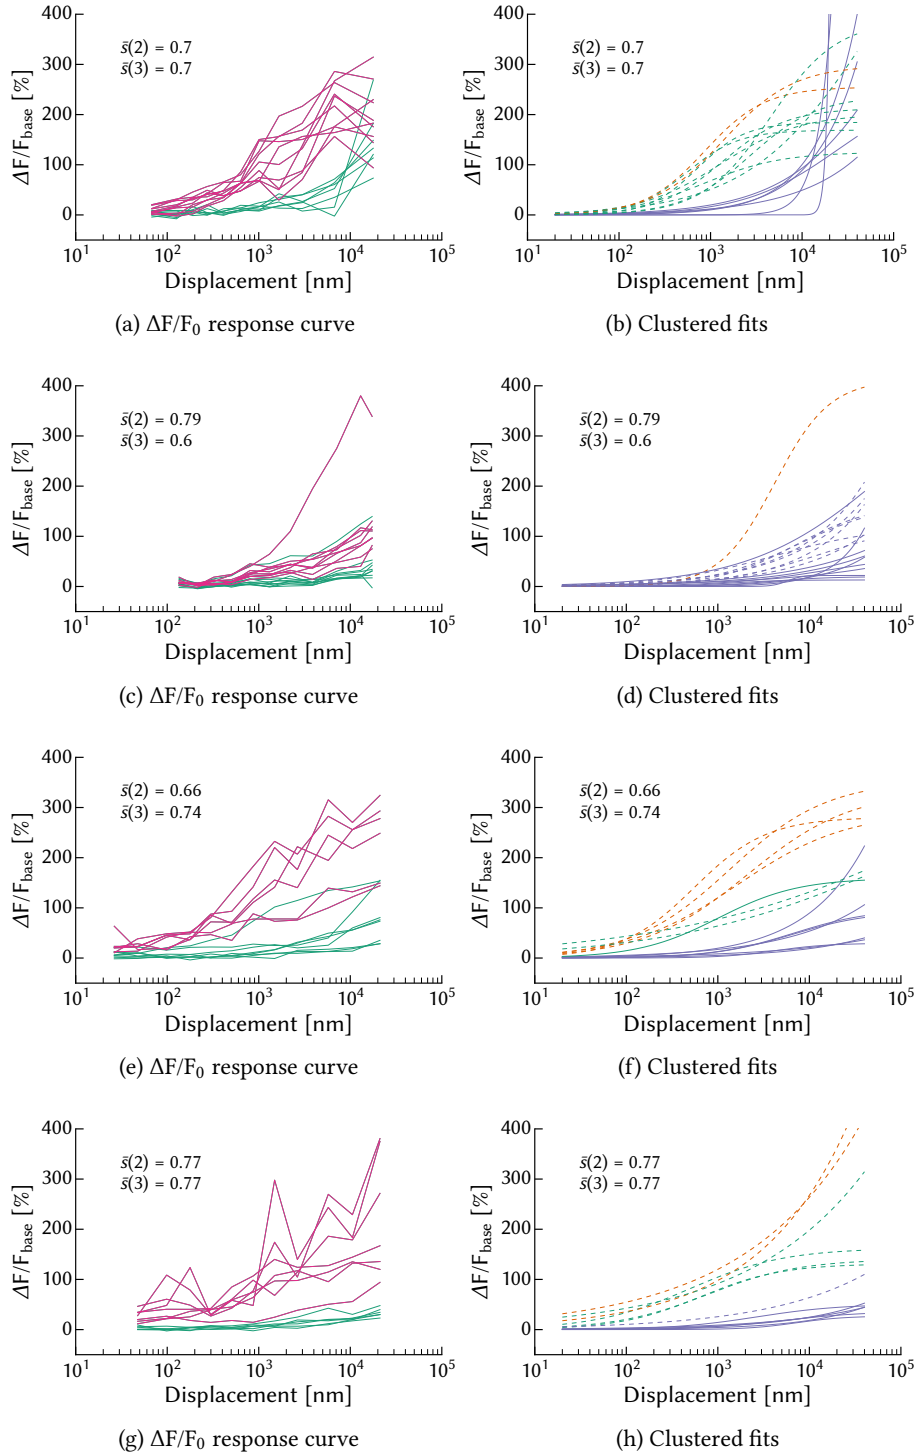 400
300
200
100
0
ΔF/F_base [%]
s̄(2) = 0.7
s̄(3) = 0.7
10^1 10^2 10^3 10^4 10^5
Displacement [nm]
(a) ΔF/F_0 response curve
400
300
200
100
0
ΔF/F_base [%]
s̄(2) = 0.7
s̄(3) = 0.7
10^1 10^2 10^3 10^4 10^5
Displacement [nm]
(b) Clustered fits
400
300
200
100
0
ΔF/F_base [%]
s̄(2) = 0.79
s̄(3) = 0.6
10^1 10^2 10^3 10^4 10^5
Displacement [nm]
(c) ΔF/F_0 response curve
400
300
200
100
0
ΔF/F_base [%]
s̄(2) = 0.79
s̄(3) = 0.6
10^1 10^2 10^3 10^4 10^5
Displacement [nm]
(d) Clustered fits
400
300
200
100
0
ΔF/F_base [%]
s̄(2) = 0.66
s̄(3) = 0.74
10^1 10^2 10^3 10^4 10^5
Displacement [nm]
(e) ΔF/F_0 response curve
400
300
200
100
0
ΔF/F_base [%]
s̄(2) = 0.66
s̄(3) = 0.74
10^1 10^2 10^3 10^4 10^5
Displacement [nm]
(f) Clustered fits
400
300
200
100
0
ΔF/F_base [%]
s̄(2) = 0.77
s̄(3) = 0.77
10^1 10^2 10^3 10^4 10^5
Displacement [nm]
(g) ΔF/F_0 response curve
400
300
200
100
0
ΔF/F_base [%]
s̄(2) = 0.77
s̄(3) = 0.77
10^1 10^2 10^3 10^4 10^5
Displacement [nm]
(h) Clustered fits